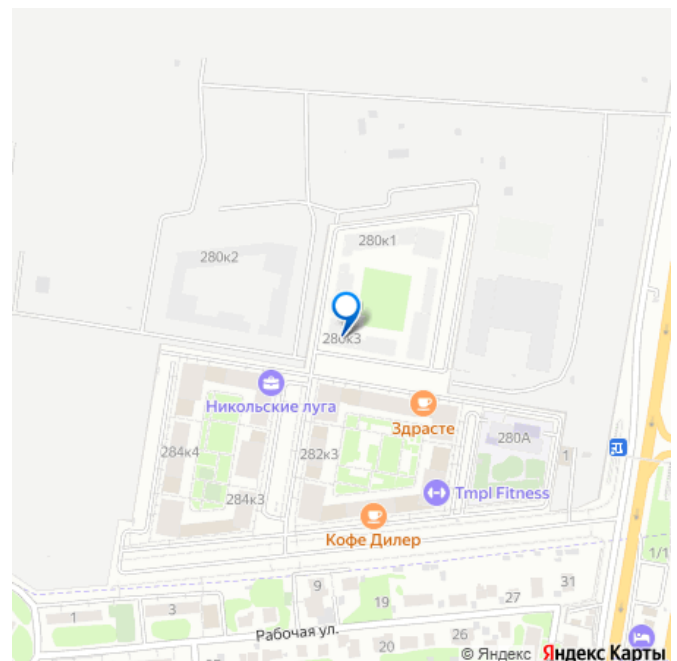 280к1
280к2
280к3
Никольские луга
Здрасте
284к4
282к3
280А
1
284к3
Tmpl Fitness
Кофе Дилер
1/1
9
31
1
3
19
27
Рабочая ул.
26
20
© Яндекс Яндекс Карты